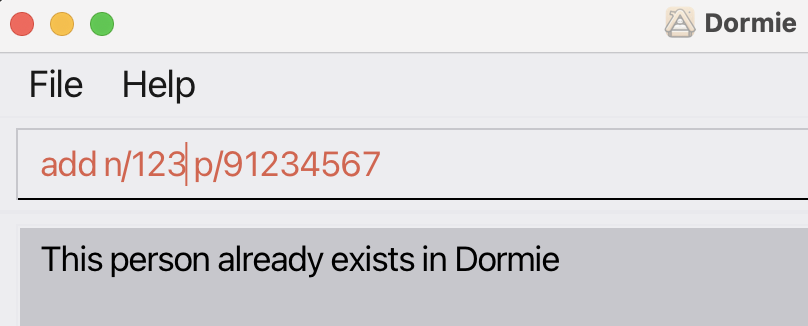 Dormie
File Help
add n/123 p/91234567
This person already exists in Dormie